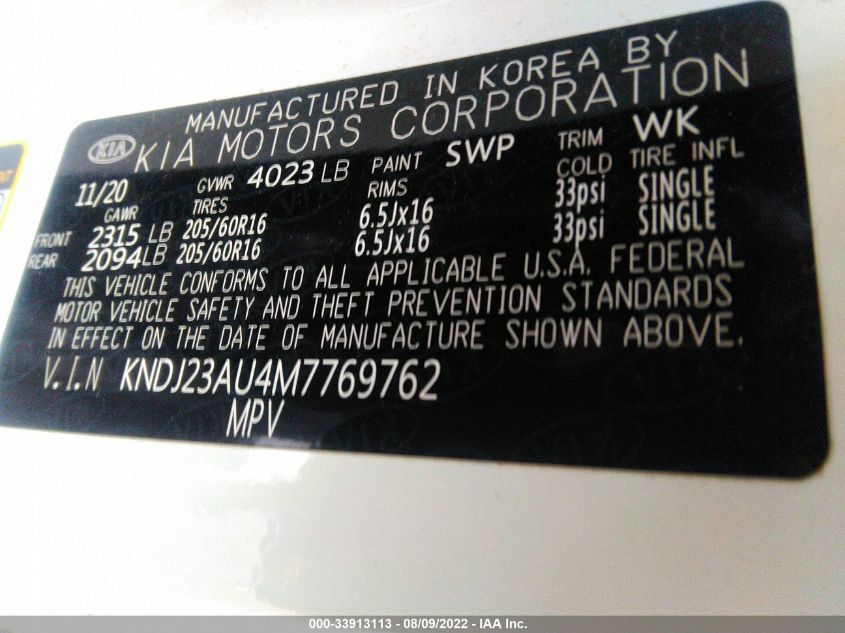 MANUFACTURED IN KOREA BY
KIA KIA MOTORS CORPORATION
11/20 GVWR 4023 LB PAINT SWP TRIM WK
GAWR TIRES RIMS COLD TIRE INFL
FRONT 2315 LB 205/60R16 6.5Jx16 33psi SINGLE
REAR 2094LB 205/60R16 6.5Jx16 33psi SINGLE
THIS VEHICLE CONFORMS TO ALL APPLICABLE U.S.A. FEDERAL
MOTOR VEHICLE SAFETY AND THEFT PREVENTION STANDARDS
IN EFFECT ON THE DATE OF MANUFACTURE SHOWN ABOVE.
V.I.N KNDJ23AU4M7769762
MPV
000-33913113 - 08/09/2022 - IAA Inc.